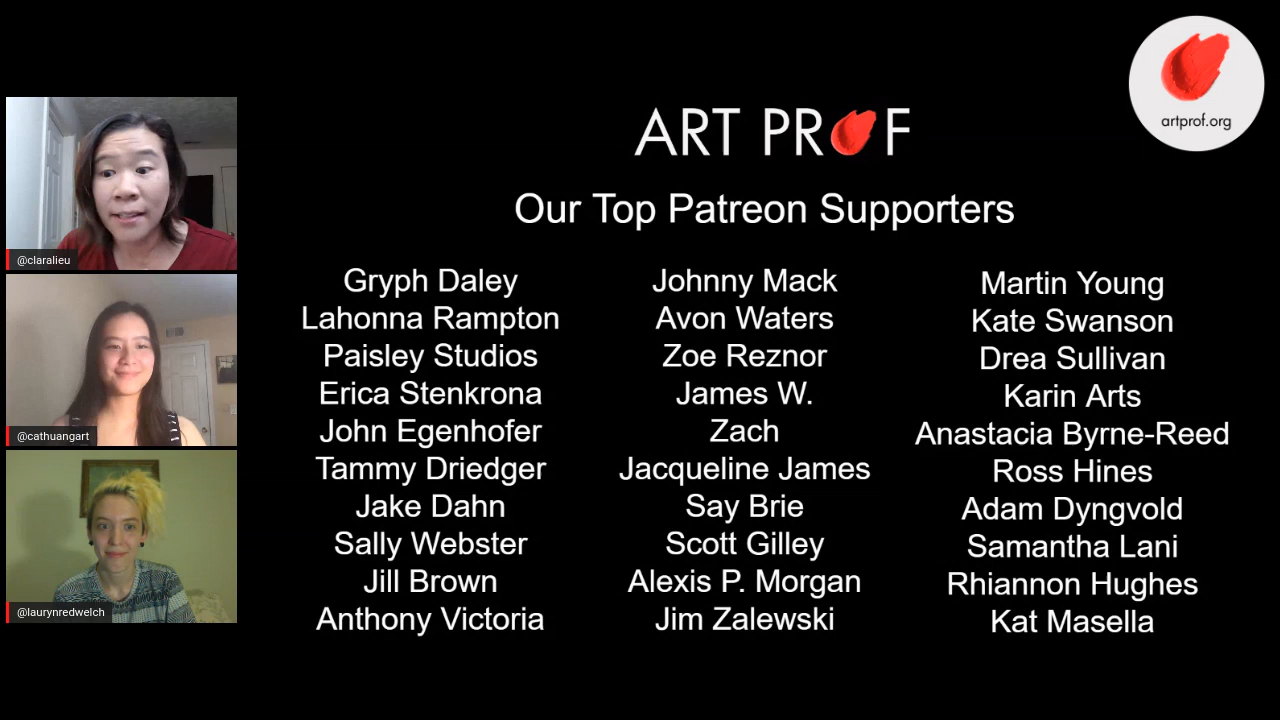 artprof.org
ART PROF
Our Top Patreon Supporters
Gryph Daley
Lahonna Rampton
Paisley Studios
Erica Stenkrona
John Egenhofer
Tammy Driedger
Jake Dahn
Sally Webster
Jill Brown
Anthony Victoria
Johnny Mack
Avon Waters
Zoe Reznor
James W.
Zach
Jacqueline James
Say Brie
Scott Gilley
Alexis P. Morgan
Jim Zalewski
Martin Young
Kate Swanson
Drea Sullivan
Karin Arts
Anastacia Byrne-Reed
Ross Hines
Adam Dyngvold
Samantha Lani
Rhiannon Hughes
Kat Masella
@claralieu
@cathuangart
@laurynredwelch